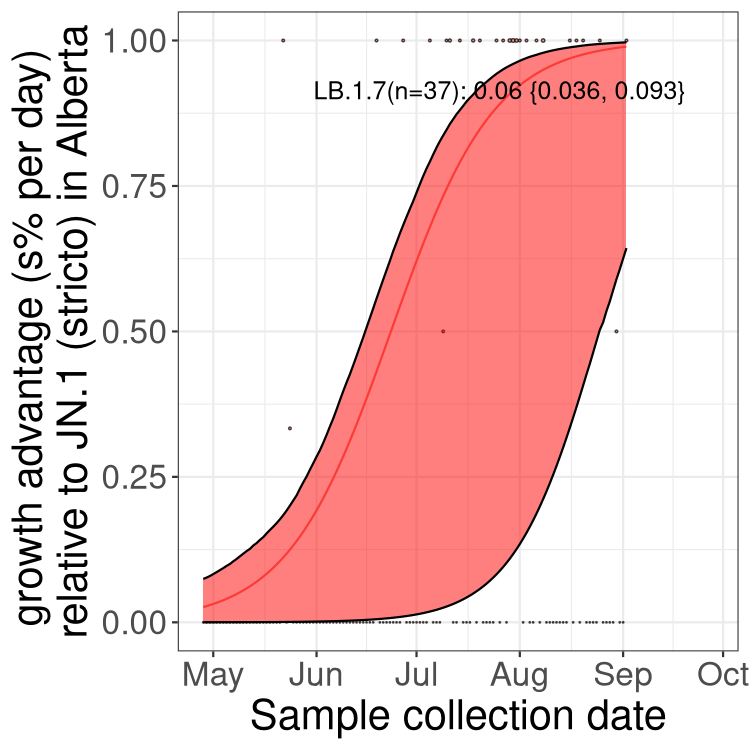 growth advantage (s% per day)
relative to JN.1 (stricto) in Alberta
1.00
0.75
0.50
0.25
0.00
LB.1.7(n=37): 0.06 {0.036, 0.093}
May Jun Jul Aug Sep Oct
Sample collection date